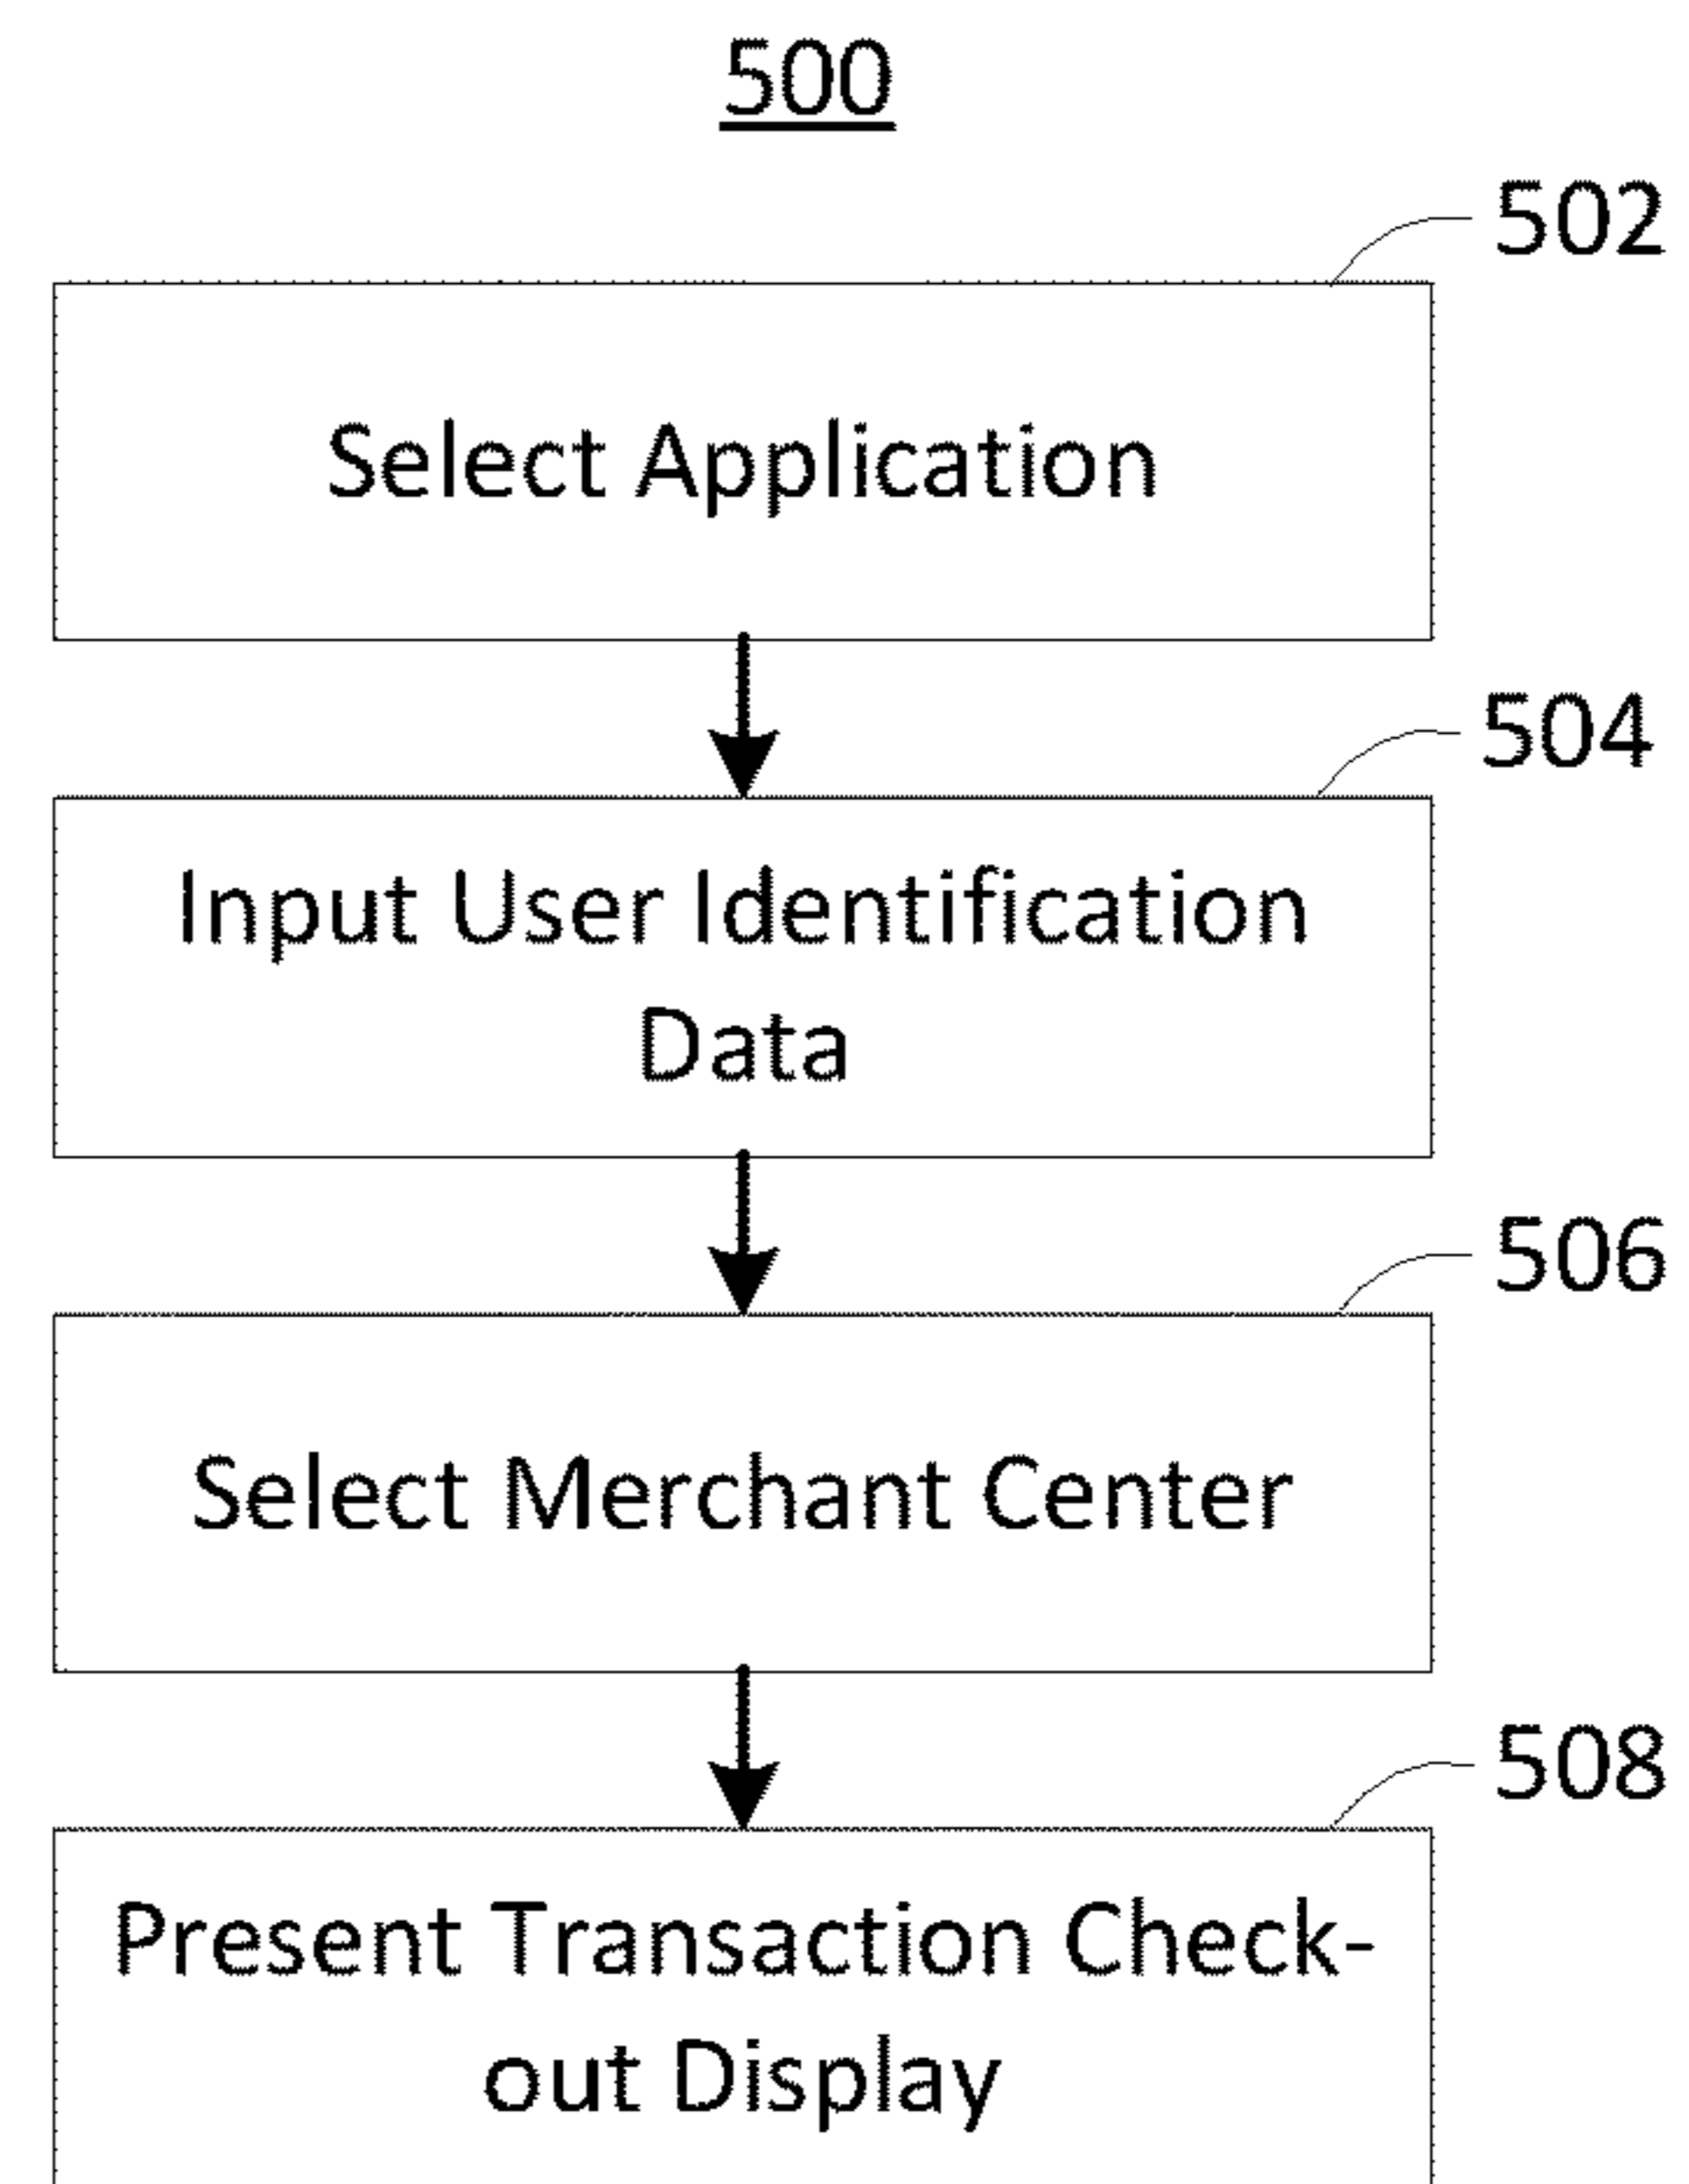 500
502
Select Application
504
Input User Identification
Data
506
Select Merchant Center
508
Present Transaction Check-
out Display